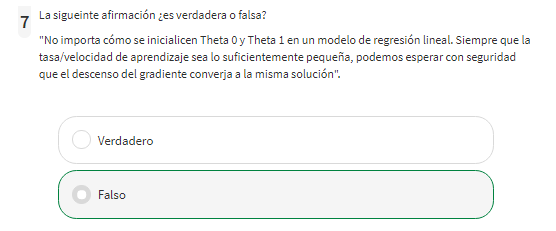 7
La sigueinte afirmación ¿es verdadera o falsa?
"No importa cómo se inicialicen Theta 0 y Theta 1 en un modelo de regresión lineal. Siempre que la
tasa/velocidad de aprendizaje sea lo suficientemente pequeña, podemos esperar con seguridad
que el descenso del gradiente converja a la misma solución".
Verdadero
Falso